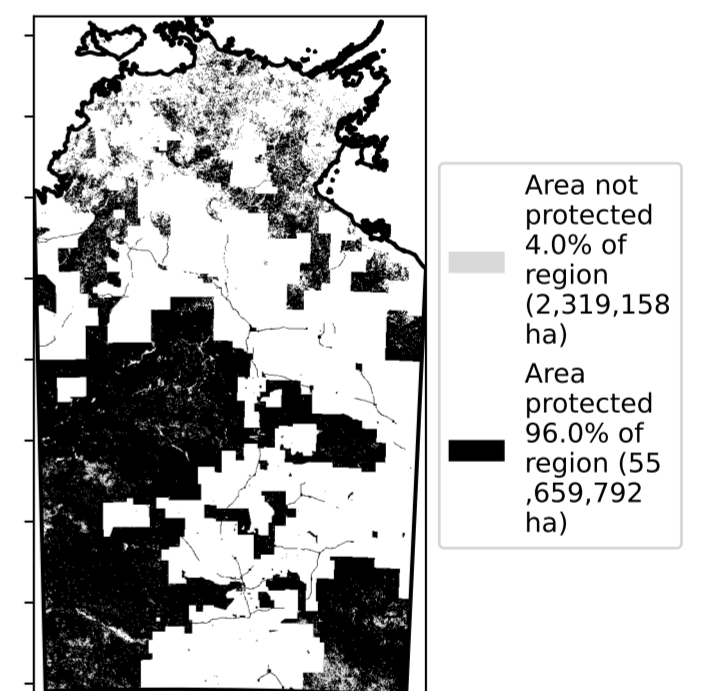 Area not
protected
4.0% of
region
(2,319,158
ha)
Area
protected
96.0% of
region (55
,659,792
ha)